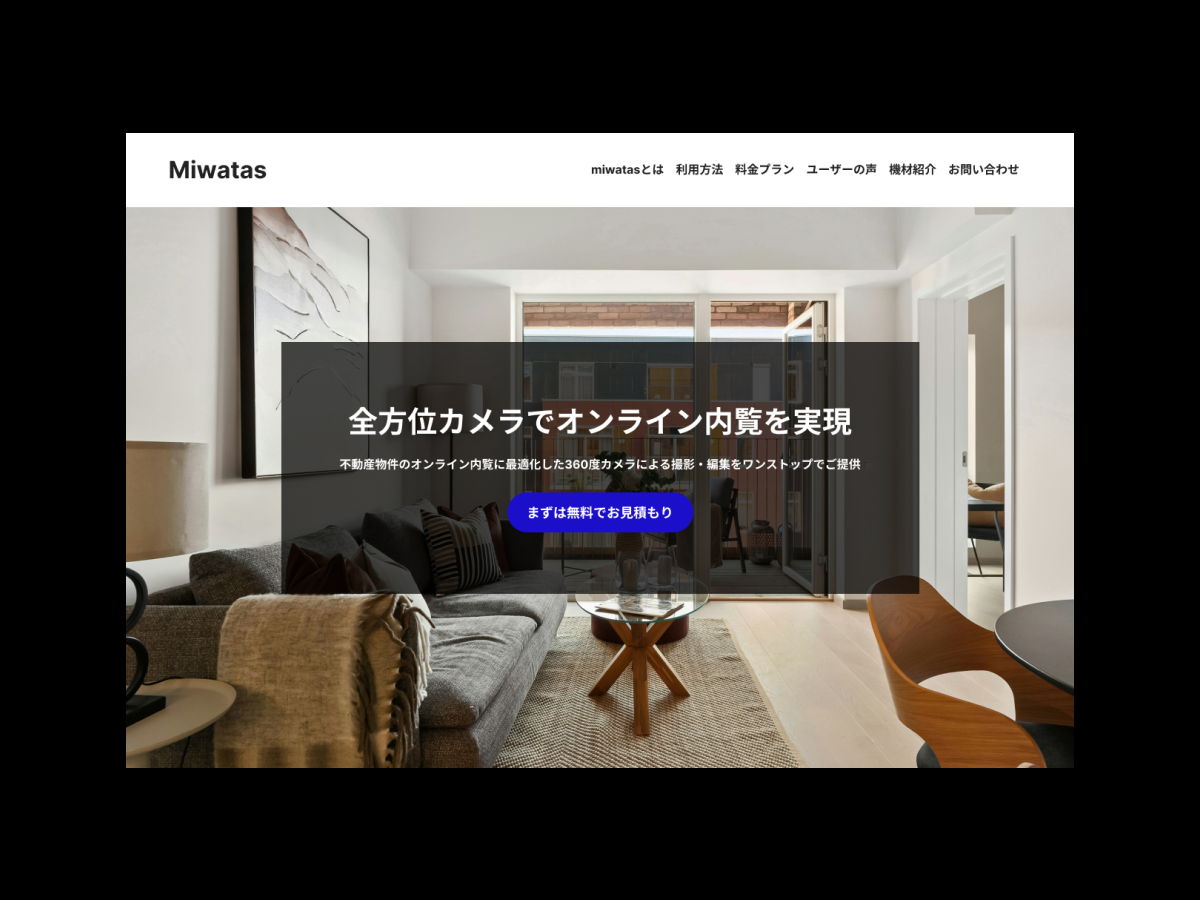 Miwatas
miwatasとは 利用方法 料金プラン ユーザーの声 機材紹介 お問い合わせ
全方位カメラでオンライン内覧を実現
不動産物件のオンライン内覧に最適化した360度カメラによる撮影・編集をワンストップでご提供
まずは無料でお見積もり